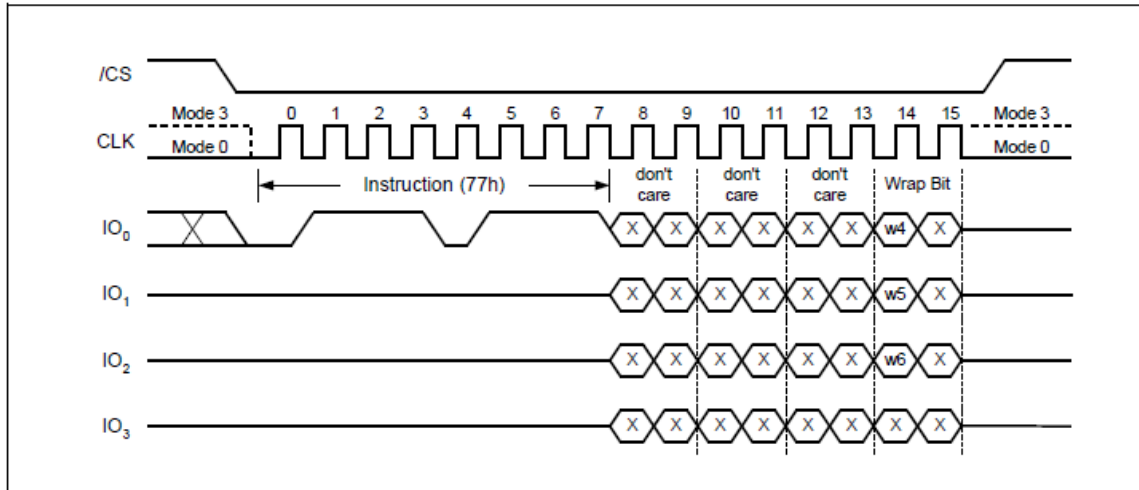 /CS
Mode 3 0 1 2 3 4 5 6 7 8 9 10 11 12 13 14 15 Mode 3
CLK
Mode 0 Mode 0
Instruction (77h) don't care don't care don't care Wrap Bit
IO0 X X X X X X w4 X
IO1 X X X X X X w5 X
IO2 X X X X X X w6 X
IO3 X X X X X X X X